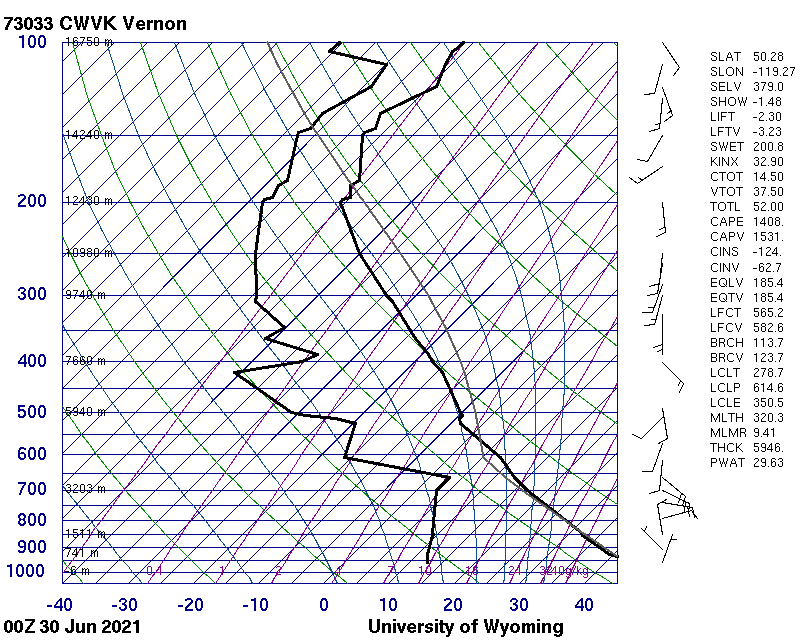 73033 CWVK Vernon
100 16750 m
14240 m
200 12430 m
10980 m
300 9740 m
400 7660 m
500 5940 m
600
700 3203 m
800
1511 m
900 741 m
1000 -6 m 0.4 1 2 4 7 10 16 24 32 40g/kg
-40 -30 -20 -10 0 10 20 30 40
00Z 30 Jun 2021 University of Wyoming
SLAT 50.28
SLON -119.27
SELV 379.0
SHOW -1.48
LIFT -2.30
LFTV -3.23
SWET 200.8
KINX 32.90
CTOT 14.50
VTOT 37.50
TOTL 52.00
CAPE 1408.
CAPV 1531.
CINS -124.
CINV -62.7
EQLV 185.4
EQTV 185.4
LFCT 565.2
LFCV 582.6
BRCH 113.7
BRCV 123.7
LCLT 278.7
LCLP 614.6
LCLE 350.5
MLTH 320.3
MLMR 9.41
THCK 5946.
PWAT 29.63